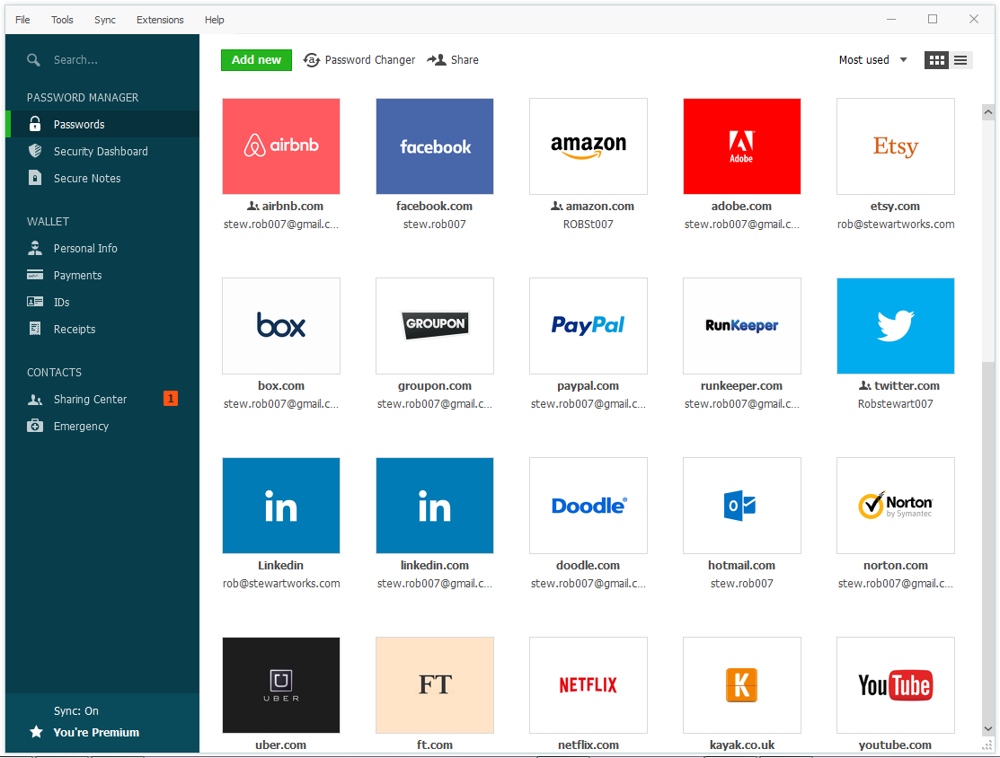 File Tools Sync Extensions Help
Search...
PASSWORD MANAGER
Passwords
Security Dashboard
Secure Notes
WALLET
Personal Info
Payments
IDs
Receipts
CONTACTS
Sharing Center 1
Emergency
Sync: On
You're Premium
Add new Password Changer Share Most used
airbnb facebook amazon Adobe Etsy
airbnb.com facebook.com amazon.com adobe.com etsy.com
stew.rob007@gmail.c... stew.rob007 ROBSt007 stew.rob007@gmail.c... rob@stewartworks.com
box GROUPON PayPal RunKeeper
box.com groupon.com paypal.com runkeeper.com twitter.com
stew.rob007@gmail.c... stew.rob007@gmail.c... stew.rob007@gmail.c... stew.rob007@gmail.c... Robstewart007
in in Doodle® O Norton
by Symantec
Linkedin linkedin.com doodle.com hotmail.com norton.com
rob@stewartworks.com stew.rob007@gmail.c... stew.rob007@gmail.c... stew.rob007 stew.rob007@gmail.c...
UBER FT NETFLIX K YouTube
uber.com ft.com netflix.com kayak.co.uk youtube.com